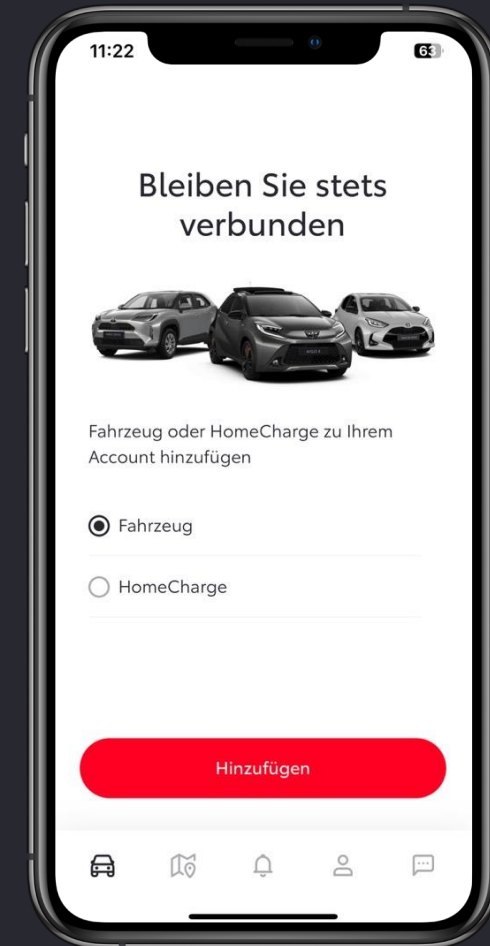 11:22
63
Bleiben Sie stets
verbunden
Fahrzeug oder HomeCharge zu Ihrem
Account hinzufügen
Fahrzeug
HomeCharge
Hinzufügen